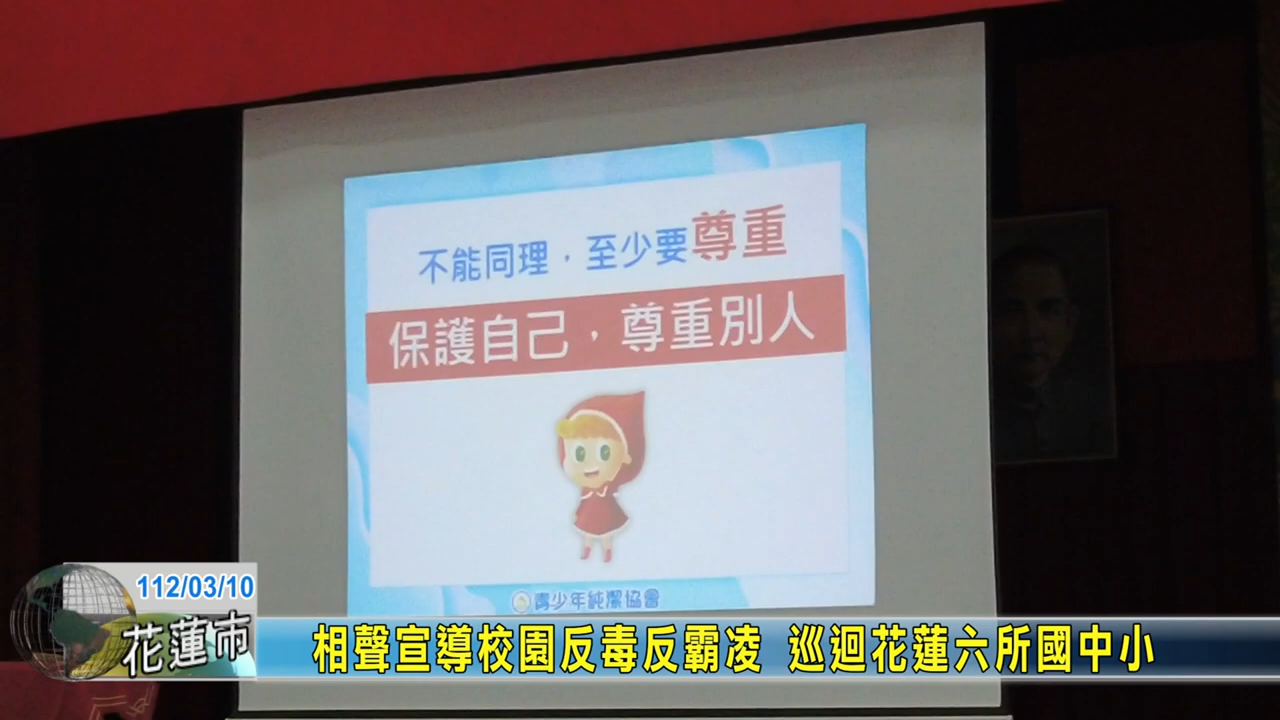 不能同理，至少要尊重
保護自己，尊重別人
青少年純潔協會
112/03/10
花蓮市
相聲宣導校園反毒反霸凌 巡迴花蓮六所國中小